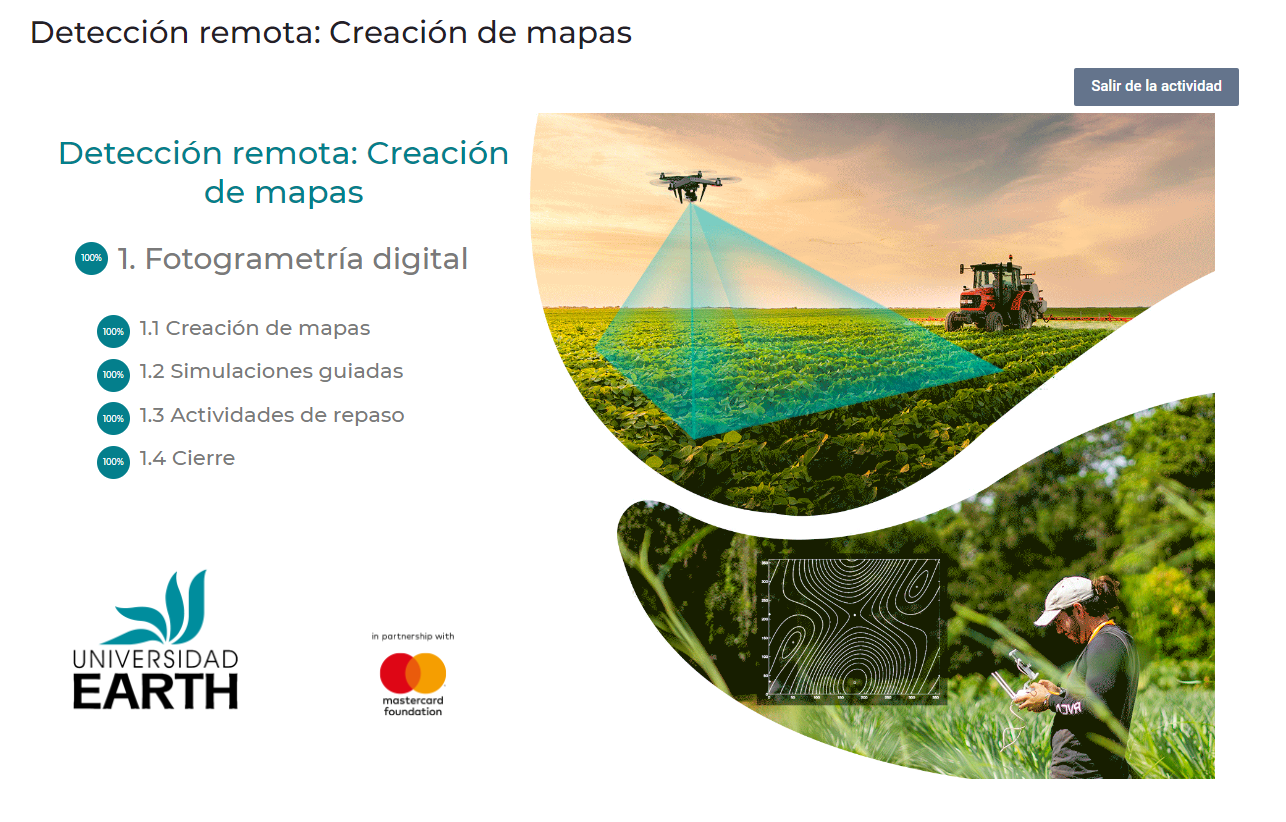 Detección remota: Creación de mapas
Salir de la actividad
Detección remota: Creación
de mapas
100% 1. Fotogrametría digital
100% 1.1 Creación de mapas
100% 1.2 Simulaciones guiadas
100% 1.3 Actividades de repaso
100% 1.4 Cierre
UNIVERSIDAD
EARTH
in partnership with
mastercard
foundation